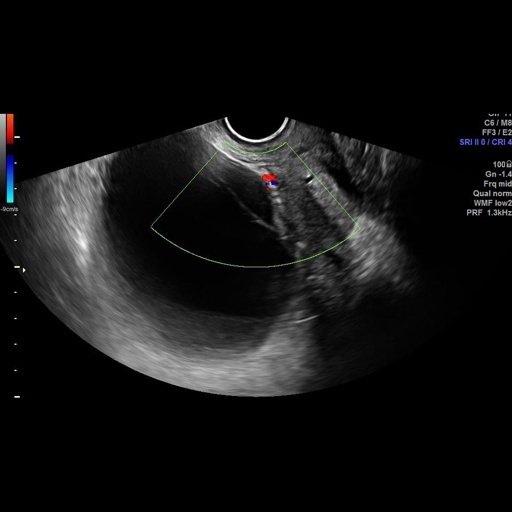 C6 / M8
FF3 / E2
SRI II 0 / CRI 4
Gn -1.4
Frq mid
Qual norm
WMF low2
PRF 1.3kHz
-9cm/s